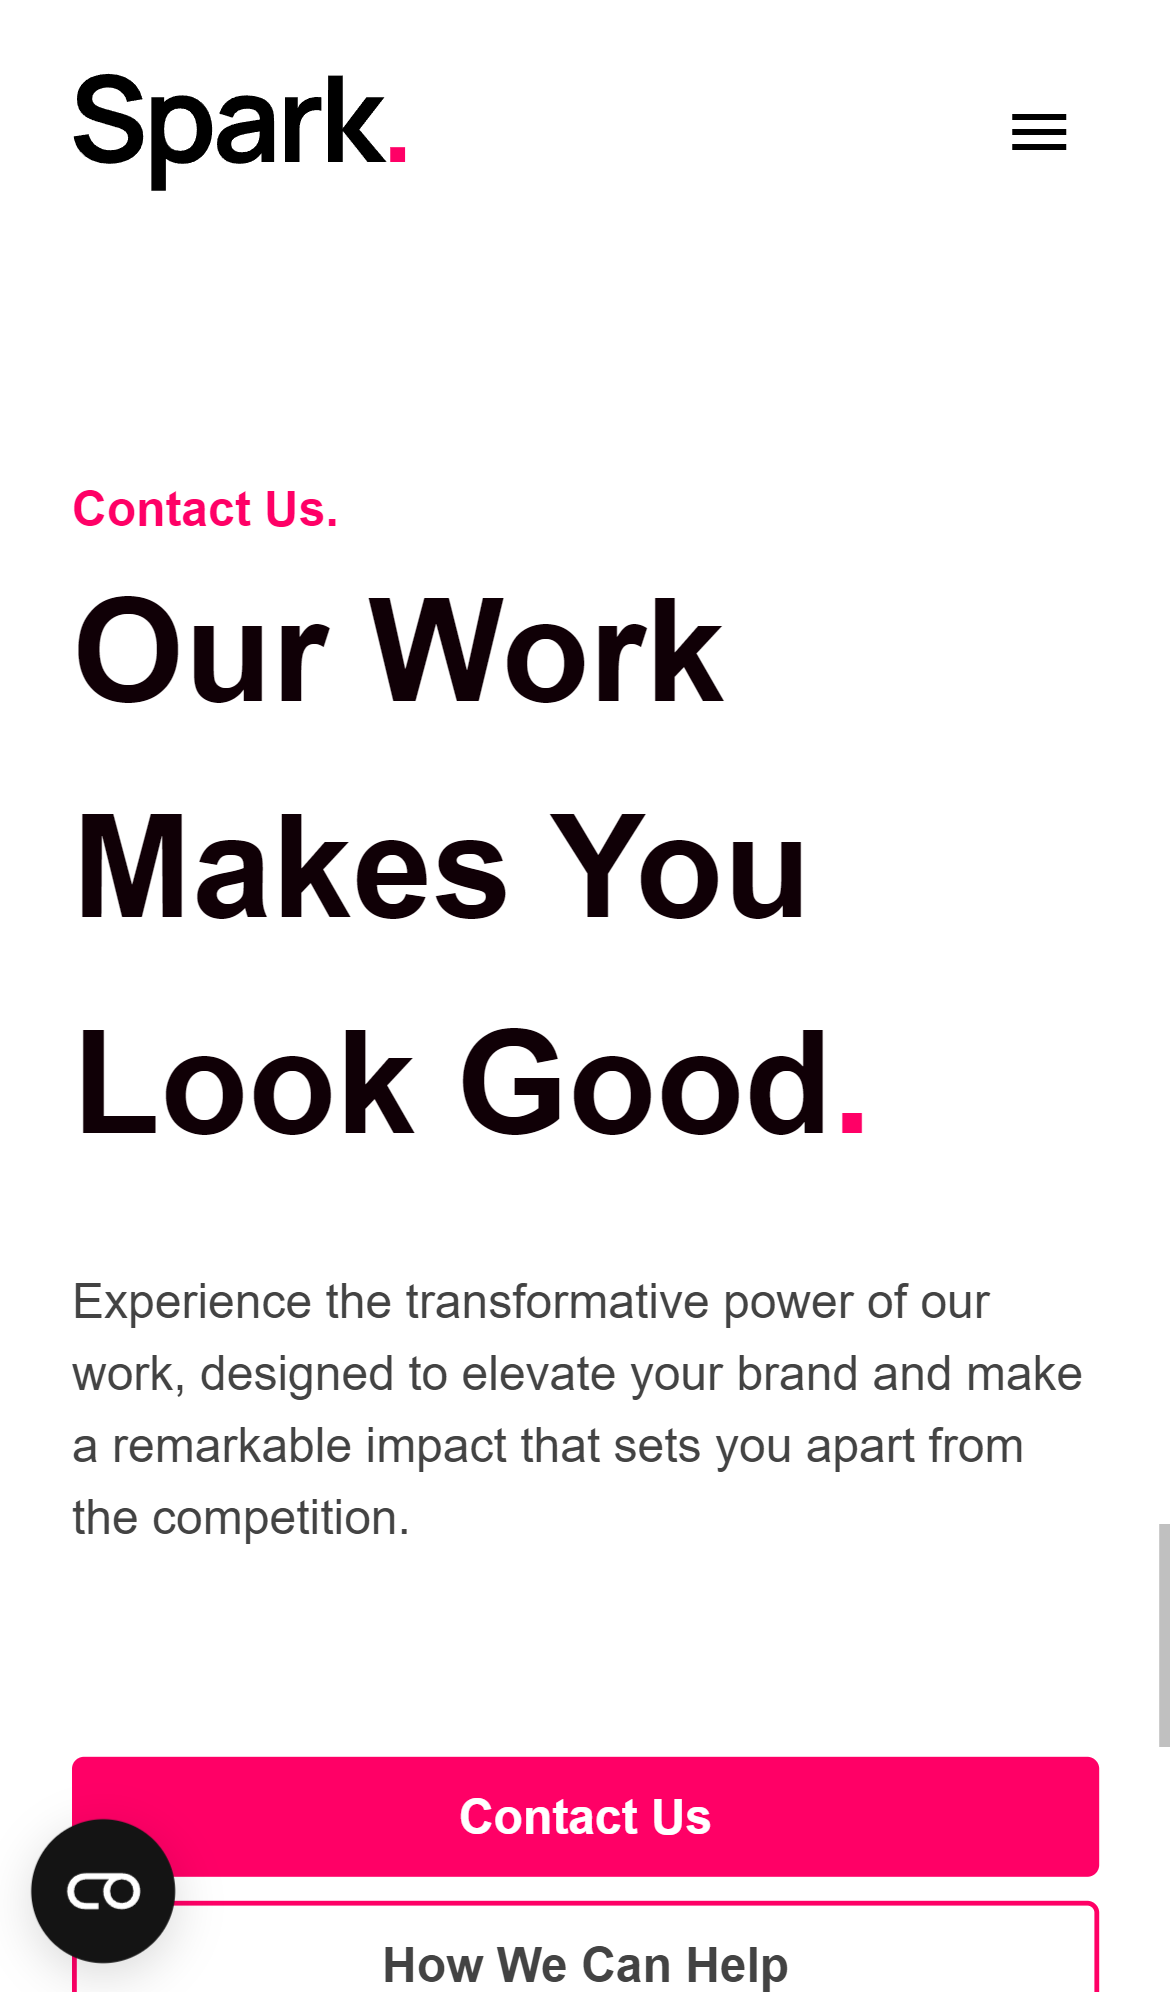 Spark.
Contact Us.
Our Work
Makes You
Look Good.
Experience the transformative power of our
work, designed to elevate your brand and make
a remarkable impact that sets you apart from
the competition.
Contact Us
How We Can Help